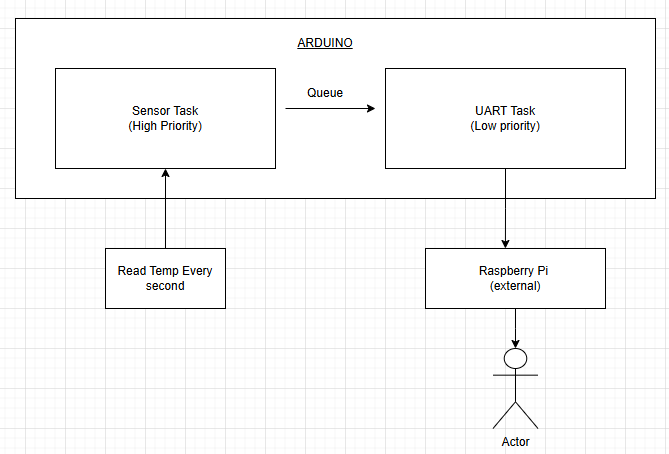 ARDUINO
Sensor Task
(High Priority)
Queue
UART Task
(Low priority)
Read Temp Every
second
Raspberry Pi
(external)
Actor